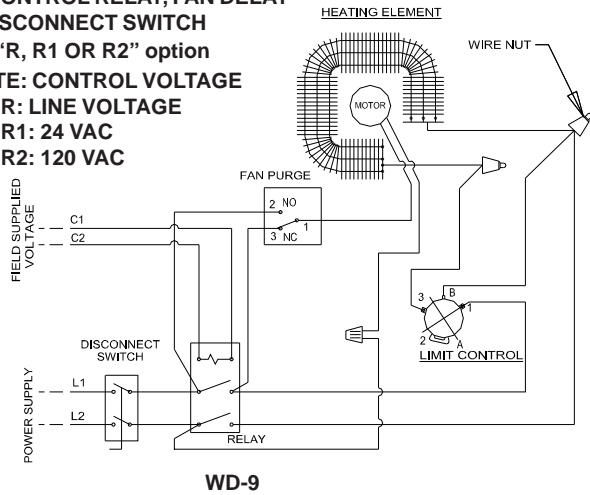 CONTROL RELAY, FAN DELAY
DISCONNECT SWITCH
"R, R1 OR R2" option
TE: CONTROL VOLTAGE
R: LINE VOLTAGE
R1: 24 VAC
R2: 120 VAC
HEATING ELEMENT
WIRE NUT
MOTOR
FAN PURGE
2 NO
1
3 NC
FIELD SUPPLIED
VOLTAGE
C1
C2
3 B 1
2 A
LIMIT CONTROL
DISCONNECT
SWITCH
POWER SUPPLY
L1
L2
RELAY
WD-9